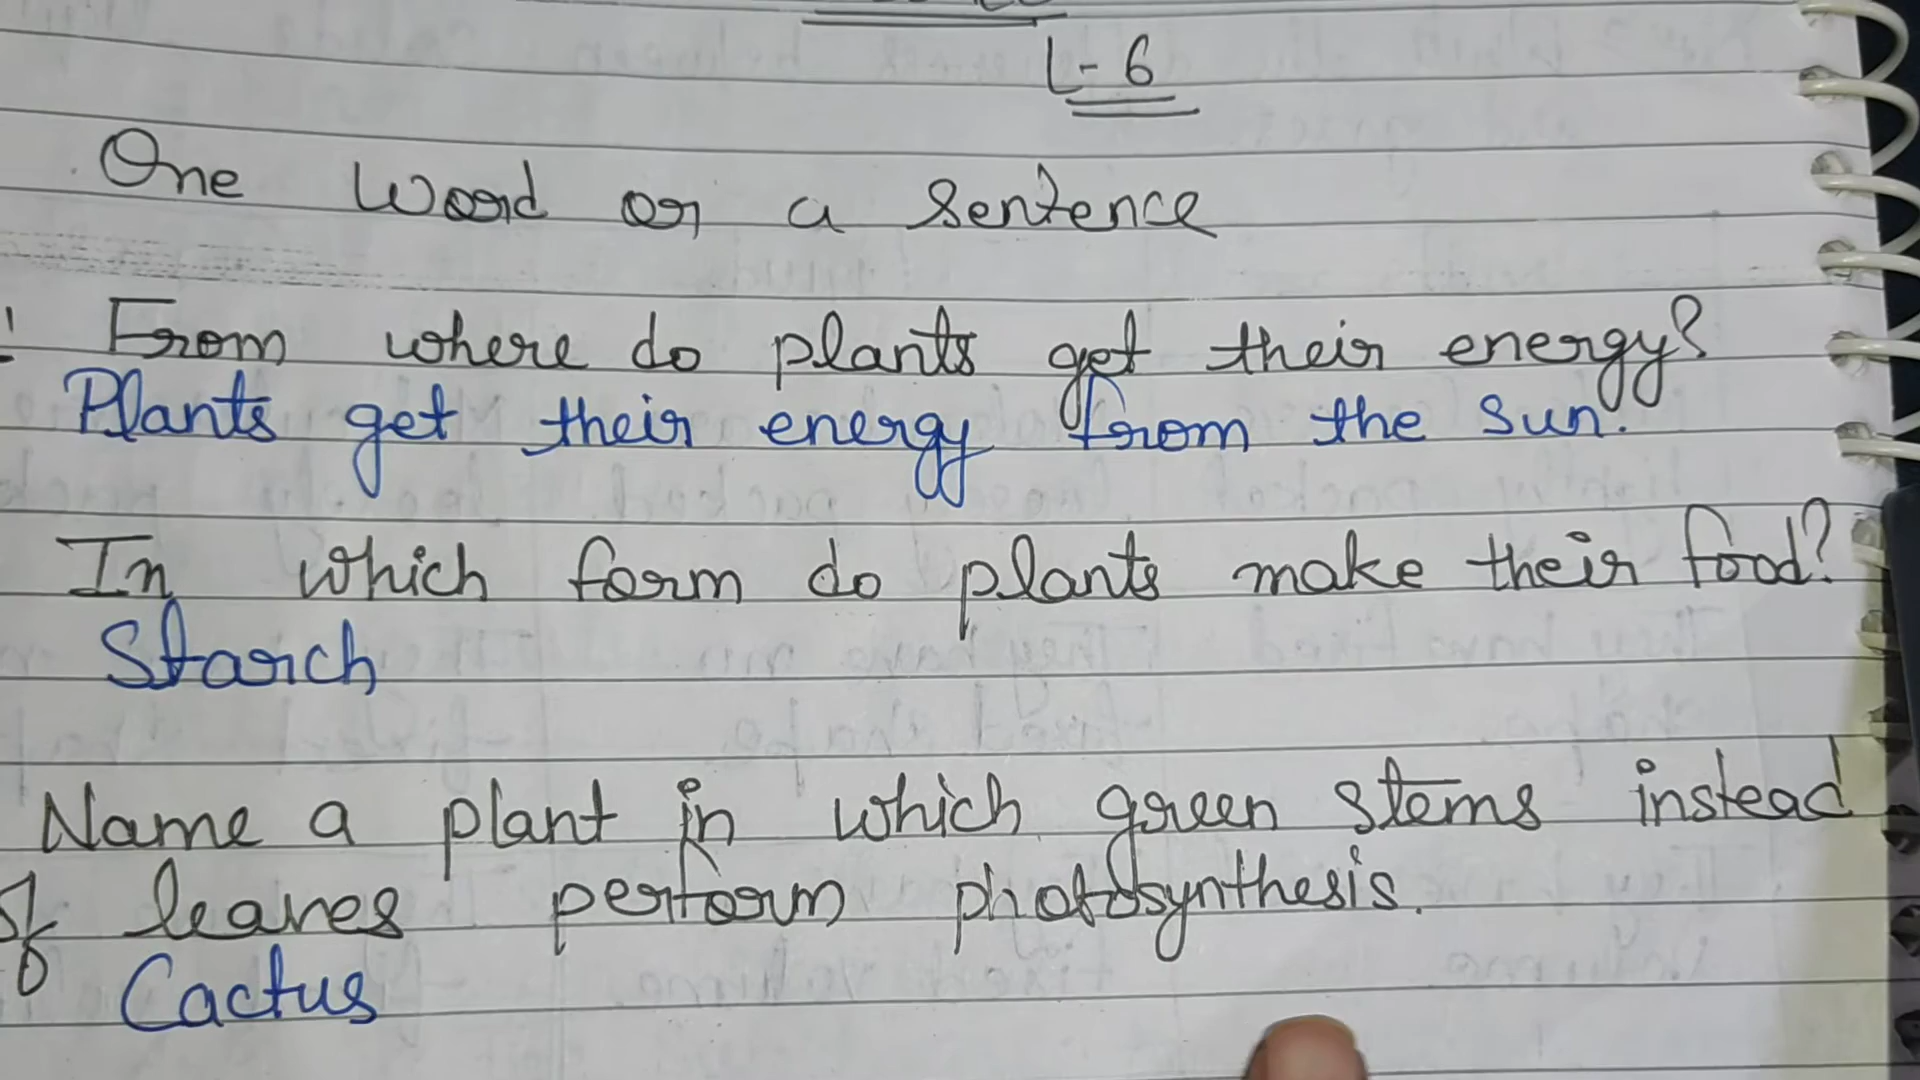 L-6
One Word or a Sentence
From where do plants get their energy?
Plants get their energy from the sun.
In which form do plants make their food?
Starch
Name a plant in which green stems instead
of leaves perform photosynthesis.
Cactus